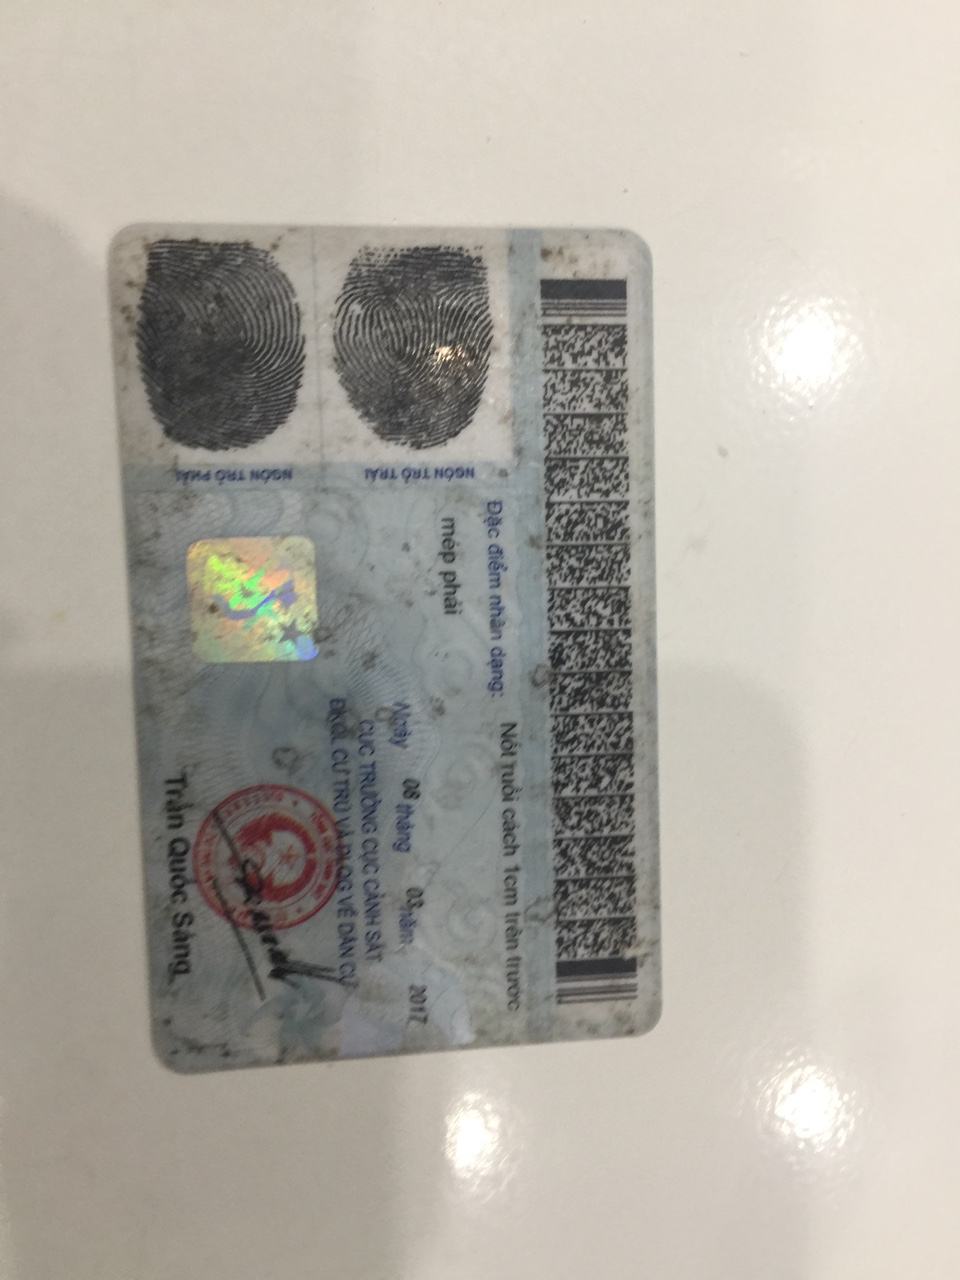 Đặc điểm nhân dạng: Nốt ruồi cách 1cm trên trước
mép phải
NGÓN TRỎ TRÁI
NGÓN TRỎ PHẢI
Ngày 08 tháng 03 năm 2017
CỤC TRƯỞNG CỤC CẢNH SÁT
ĐKQL CƯ TRÚ VÀ DLQG VỀ DÂN CƯ
Trần Quốc Sáng